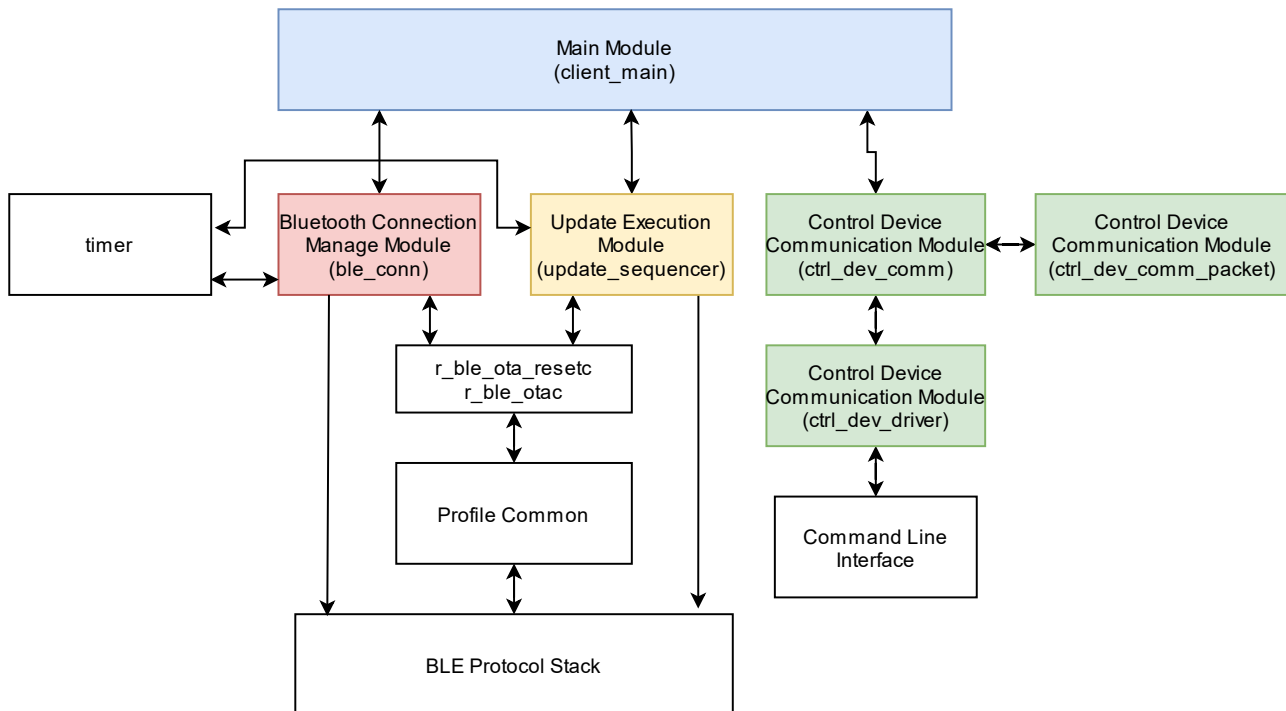 Main Module
(client_main)
timer
Bluetooth Connection
Manage Module
(ble_conn)
Update Execution
Module
(update_sequencer)
Control Device
Communication Module
(ctrl_dev_comm)
Control Device
Communication Module
(ctrl_dev_comm_packet)
r_ble_ota_resetc
r_ble_otac
Control Device
Communication Module
(ctrl_dev_driver)
Profile Common
Command Line
Interface
BLE Protocol Stack